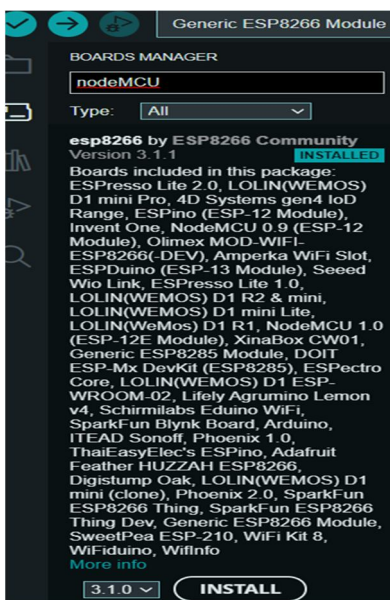 Generic ESP8266 Module
BOARDS MANAGER
nodeMCU
Type: All
esp8266 by ESP8266 Community
Version 3.1.1 INSTALLED
Boards included in this package:
ESPresso Lite 2.0, LOLIN(WEMOS)
D1 mini Pro, 4D Systems gen4 IoD
Range, ESPino (ESP-12 Module),
Invent One, NodeMCU 0.9 (ESP-12
Module), Olimex MOD-WIFI-
ESP8266(-DEV), Amperka WiFi Slot,
ESPDuino (ESP-13 Module), Seeed
Wio Link, ESPresso Lite 1.0,
LOLIN(WEMOS) D1 R2 & mini,
LOLIN(WEMOS) D1 mini Lite,
LOLIN(WeMos) D1 R1, NodeMCU 1.0
(ESP-12E Module), XinaBox CW01,
Generic ESP8285 Module, DOIT
ESP-Mx DevKit (ESP8285), ESPectro
Core, LOLIN(WEMOS) D1 ESP-
WROOM-02, Lifely Agrumino Lemon
v4, Schirmilabs Eduino WiFi,
SparkFun Blynk Board, Arduino,
ITEAD Sonoff, Phoenix 1.0,
ThaiEasyElec's ESPino, Adafruit
Feather HUZZAH ESP8266,
Digistump Oak, LOLIN(WEMOS) D1
mini (clone), Phoenix 2.0, SparkFun
ESP8266 Thing, SparkFun ESP8266
Thing Dev, Generic ESP8266 Module,
SweetPea ESP-210, WiFi Kit 8,
WiFiduino, WifInfo
More info
3.1.0 INSTALL